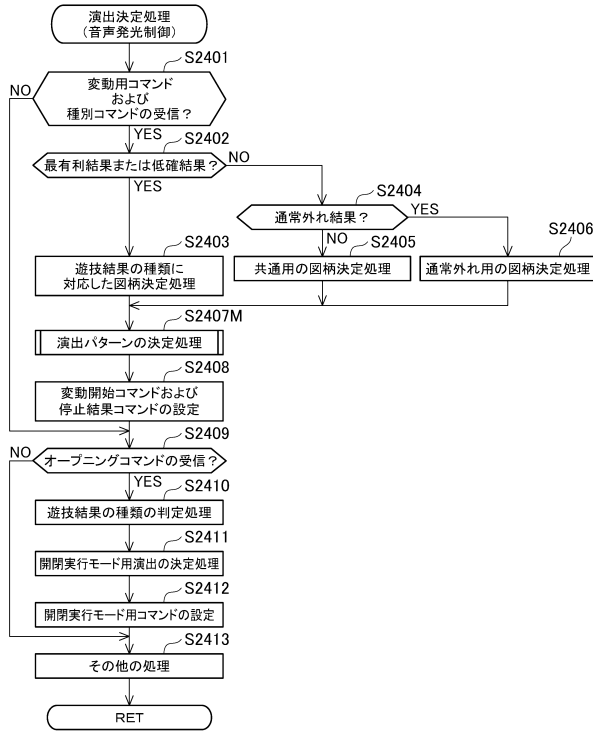 演出決定処理
(音声発光制御)
S2401
変動用コマンド
および
種別コマンドの受信？
NO
YES
S2402
最有利結果または低確結果？
NO
YES
S2404
通常外れ結果？
YES
NO
S2403
遊技結果の種類に
対応した図柄決定処理
S2405
共通用の図柄決定処理
S2406
通常外れ用の図柄決定処理
S2407M
演出パターンの決定処理
S2408
変動開始コマンドおよび
停止結果コマンドの設定
S2409
オープニングコマンドの受信？
NO
YES
S2410
遊技結果の種類の判定処理
S2411
開閉実行モード用演出の決定処理
S2412
開閉実行モード用コマンドの設定
S2413
その他の処理
RET